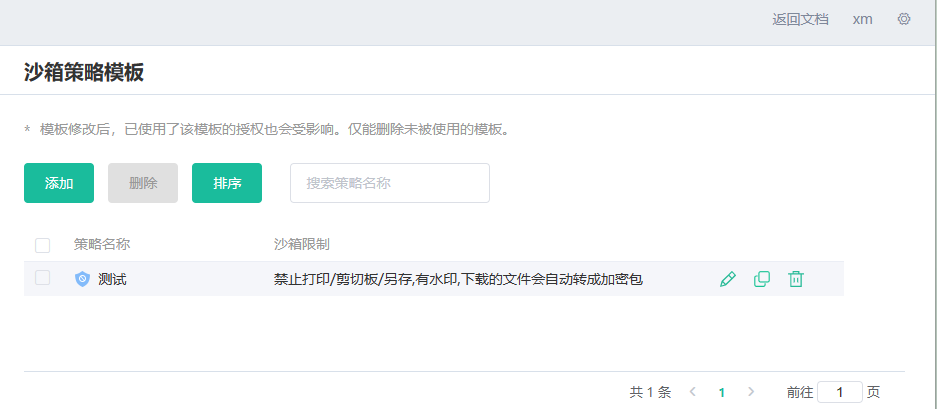 返回文档 xm
沙箱策略模板
* 模板修改后，已使用了该模板的授权也会受影响。仅能删除未被使用的模板。
添加 删除 排序 搜索策略名称
策略名称 沙箱限制
测试 禁止打印/剪切板/另存,有水印,下载的文件会自动转成加密包
共 1 条 1 前往 1 页